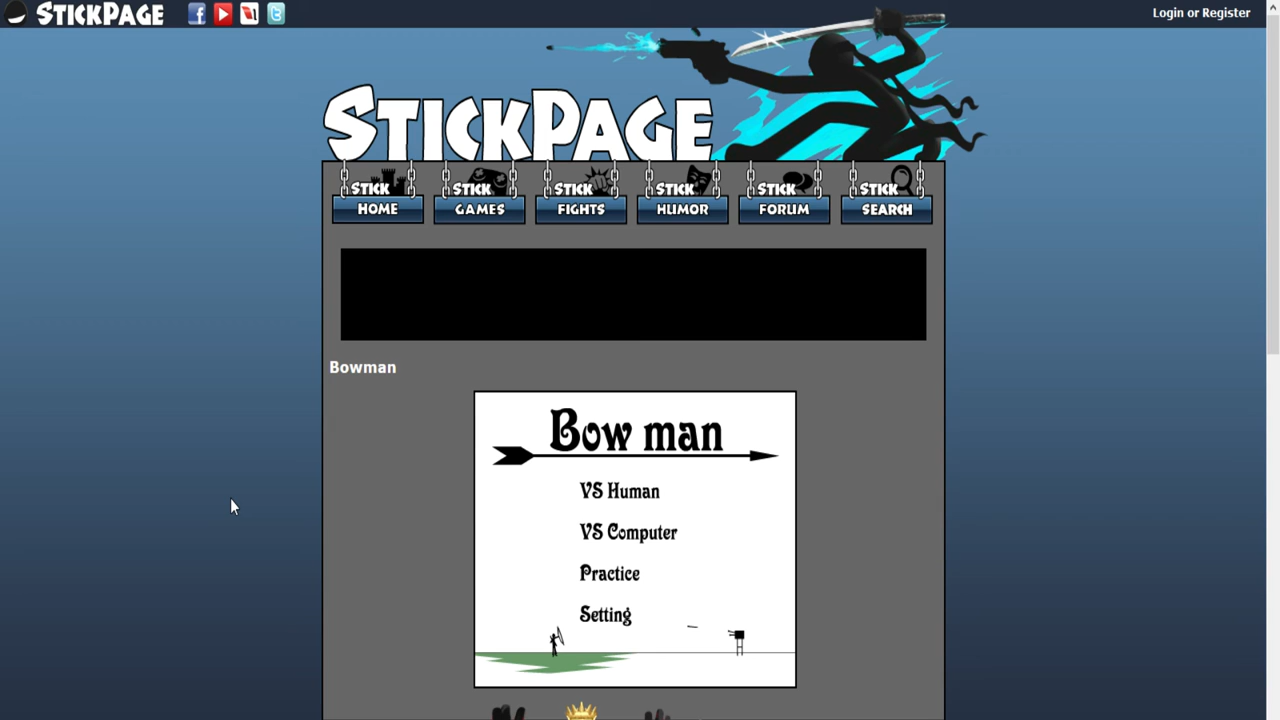 STICKPAGE
Login or Register
STICKPAGE
STICK HOME
STICK GAMES
STICK FIGHTS
STICK HUMOR
STICK FORUM
STICK SEARCH
Bowman
Bow man
VS Human
VS Computer
Practice
Setting